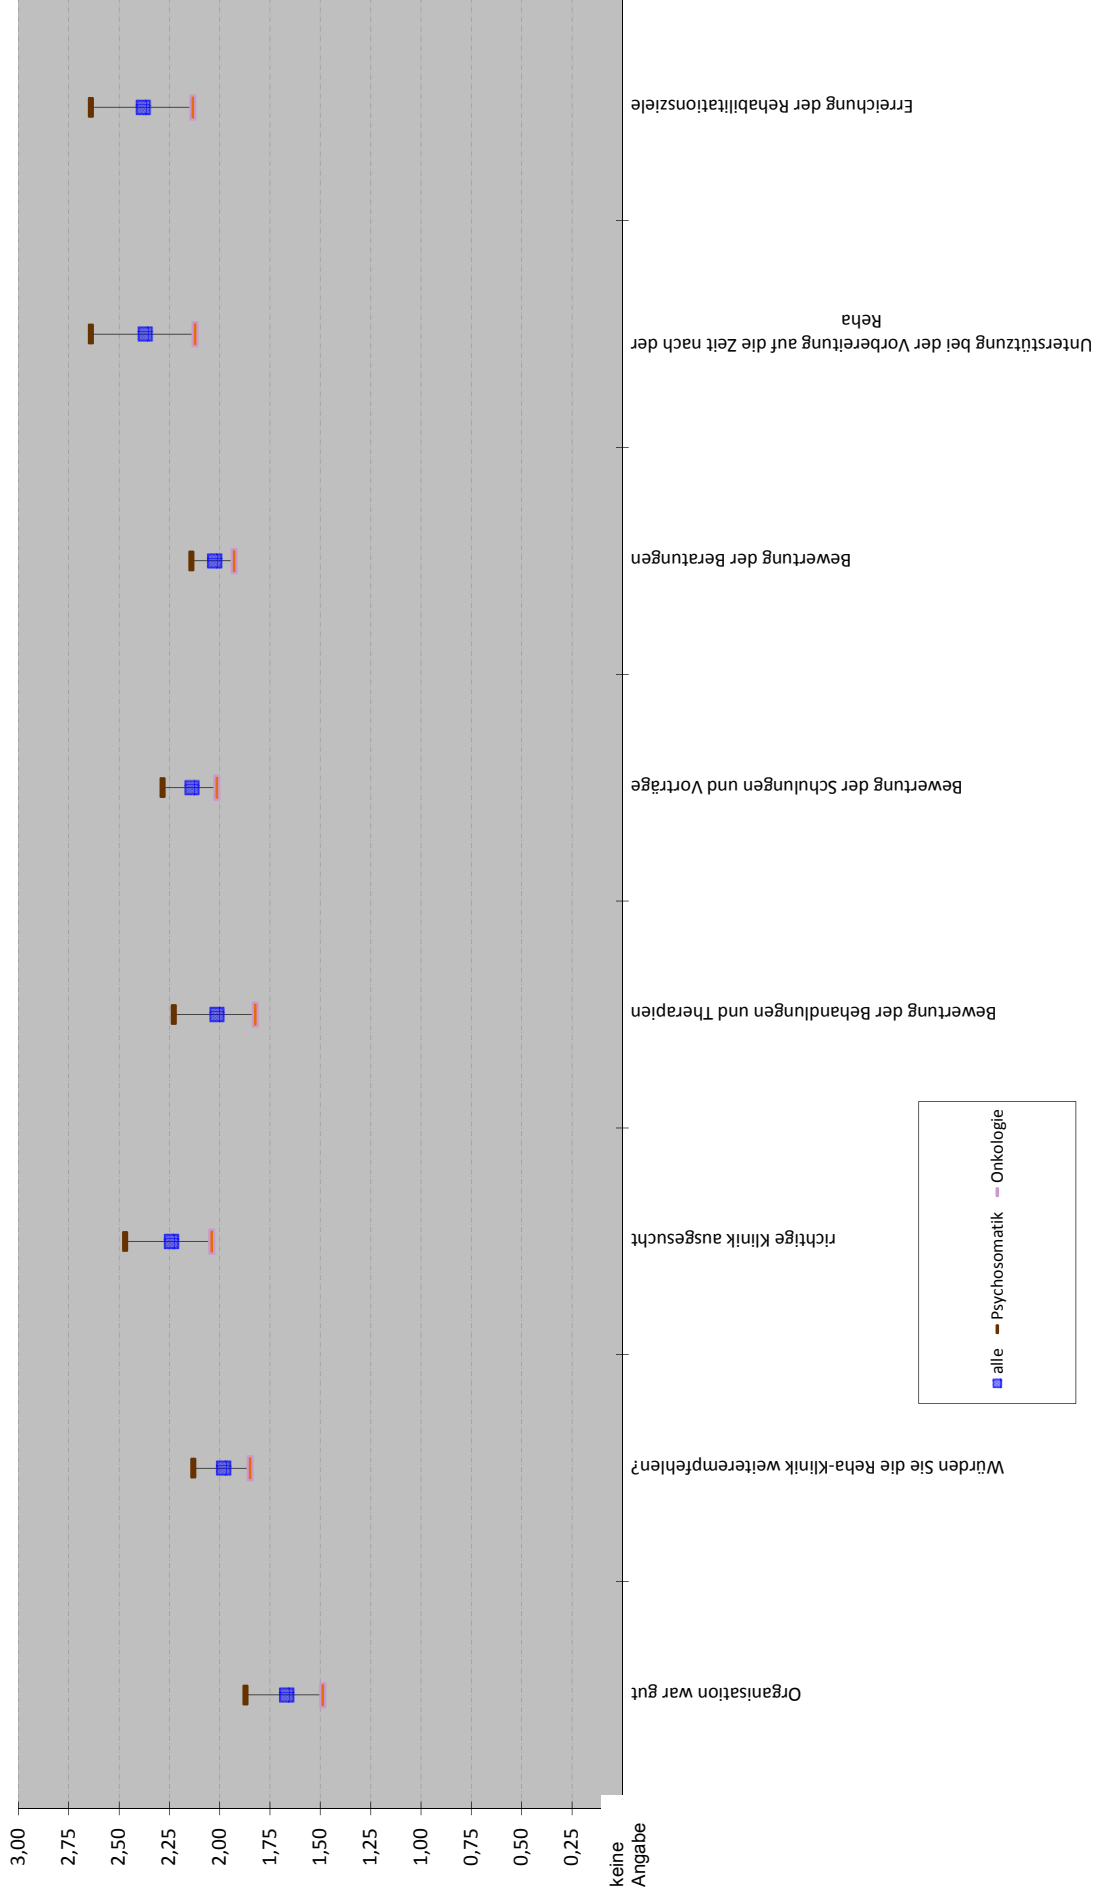 3,00
2,75
2,50
2,25
2,00
1,75
1,50
1,25
1,00
0,75
0,50
0,25
keine
Angabe
Organisation war gut
Würden Sie die Reha-Klinik weiterempfehlen?
richtige Klinik ausgesucht
Bewertung der Behandlungen und Therapien
Bewertung der Schulungen und Vorträge
Bewertung der Beratungen
Unterstützung bei der Vorbereitung auf die Zeit nach der
Reha
Erreichung der Rehabilitationsziele
alle Psychosomatik Onkologie